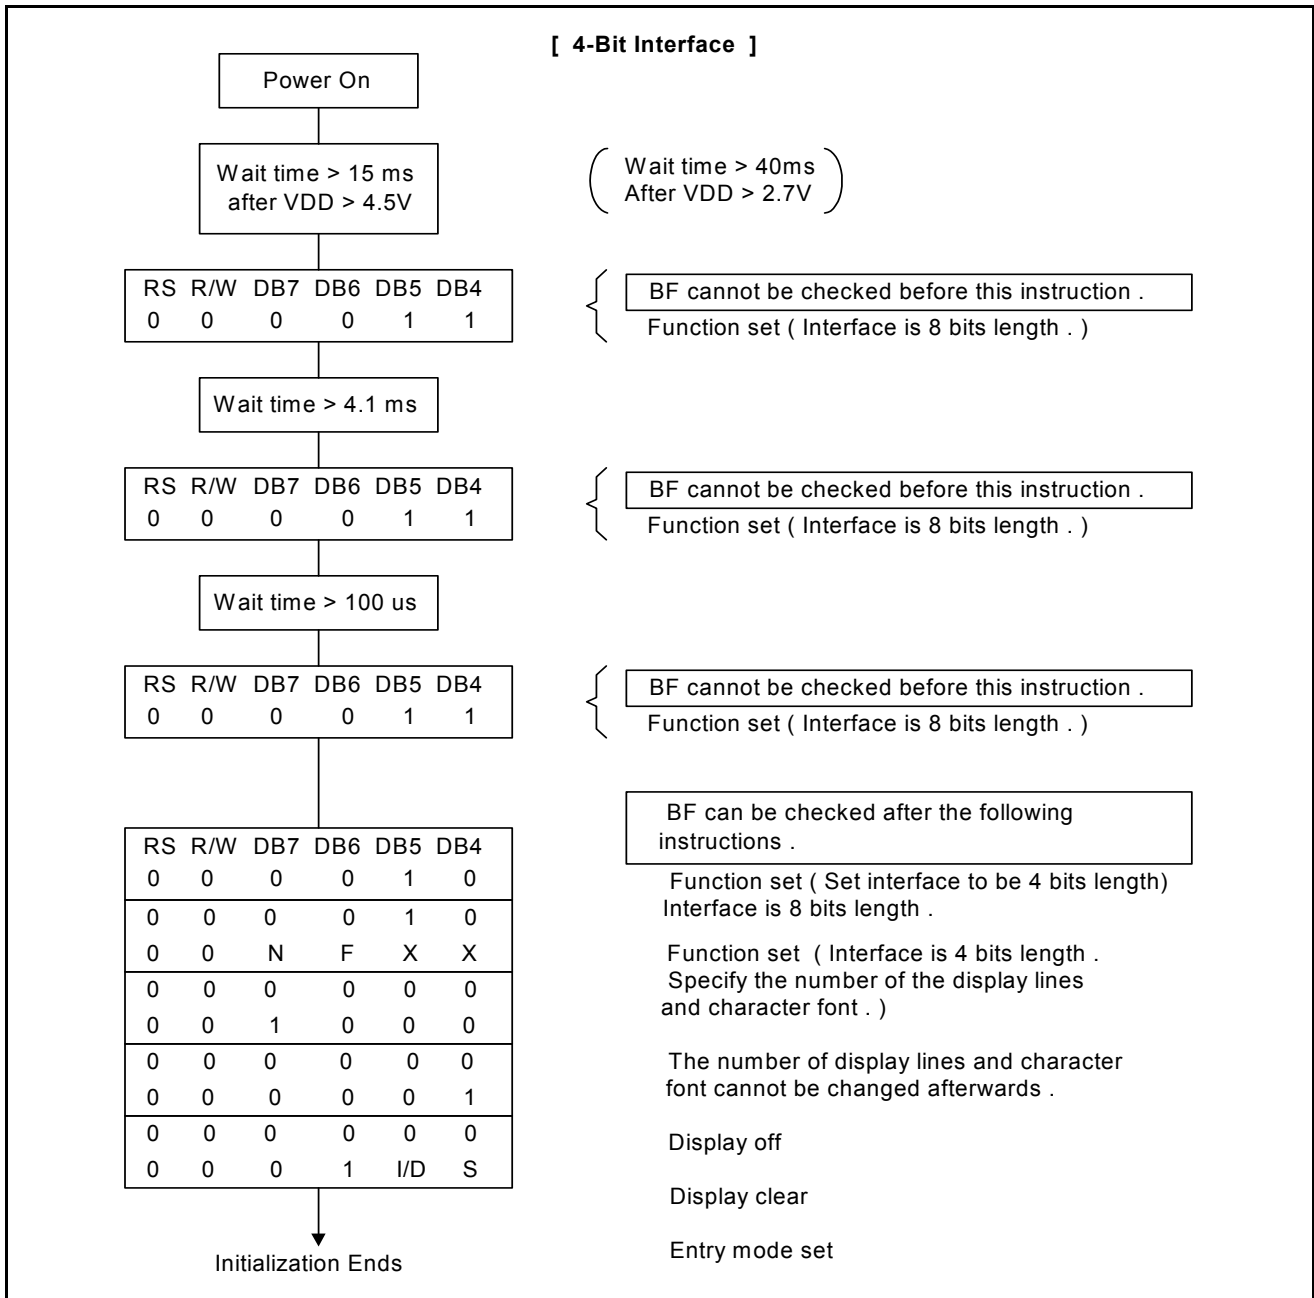 [ 4-Bit Interface ]
Power On
Wait time > 15 ms
after VDD > 4.5V
( Wait time > 40ms
After VDD > 2.7V )
RS R/W DB7 DB6 DB5 DB4
0 0 0 0 1 1
BF cannot be checked before this instruction .
Function set ( Interface is 8 bits length . )
Wait time > 4.1 ms
RS R/W DB7 DB6 DB5 DB4
0 0 0 0 1 1
BF cannot be checked before this instruction .
Function set ( Interface is 8 bits length . )
Wait time > 100 us
RS R/W DB7 DB6 DB5 DB4
0 0 0 0 1 1
BF cannot be checked before this instruction .
Function set ( Interface is 8 bits length . )
RS R/W DB7 DB6 DB5 DB4
0 0 0 0 1 0
0 0 0 0 1 0
0 0 N F X X
0 0 0 0 0 0
0 0 1 0 0 0
0 0 0 0 0 0
0 0 0 0 0 1
0 0 0 0 0 0
0 0 0 1 I/D S
BF can be checked after the following
instructions .
Function set ( Set interface to be 4 bits length)
Interface is 8 bits length .
Function set ( Interface is 4 bits length .
Specify the number of the display lines
and character font . )
The number of display lines and character
font cannot be changed afterwards .
Display off
Display clear
Entry mode set
Initialization Ends